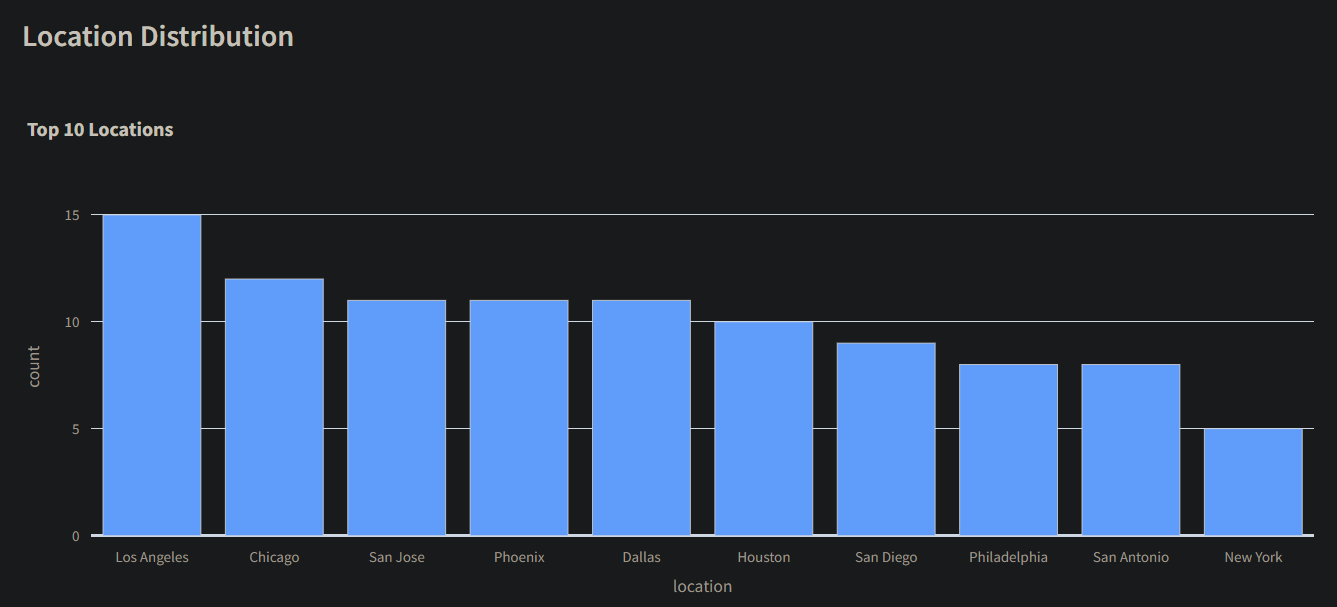 Location Distribution
Top 10 Locations
15
10
5
0
count
Los Angeles Chicago San Jose Phoenix Dallas Houston San Diego Philadelphia San Antonio New York
location